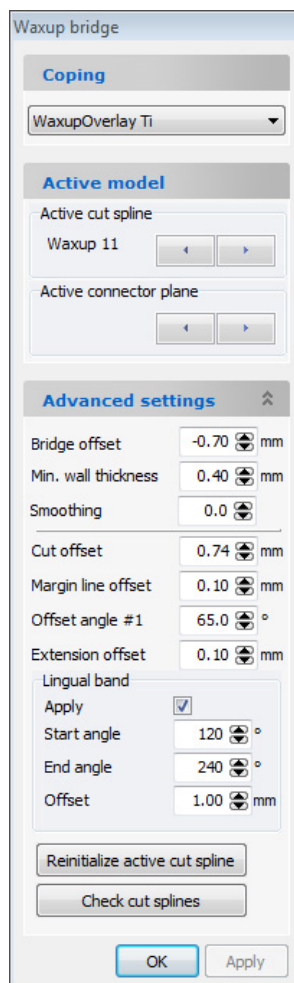 Waxup bridge
Coping
WaxupOverlay Ti
Active model
Active cut spline
Waxup 11
Active connector plane
Advanced settings
Bridge offset -0.70 mm
Min. wall thickness 0.40 mm
Smoothing 0.0
Cut offset 0.74 mm
Margin line offset 0.10 mm
Offset angle #1 65.0 °
Extension offset 0.10 mm
Lingual band
Apply
Start angle 120 °
End angle 240 °
Offset 1.00 mm
Reinitialize active cut spline
Check cut splines
OK Apply